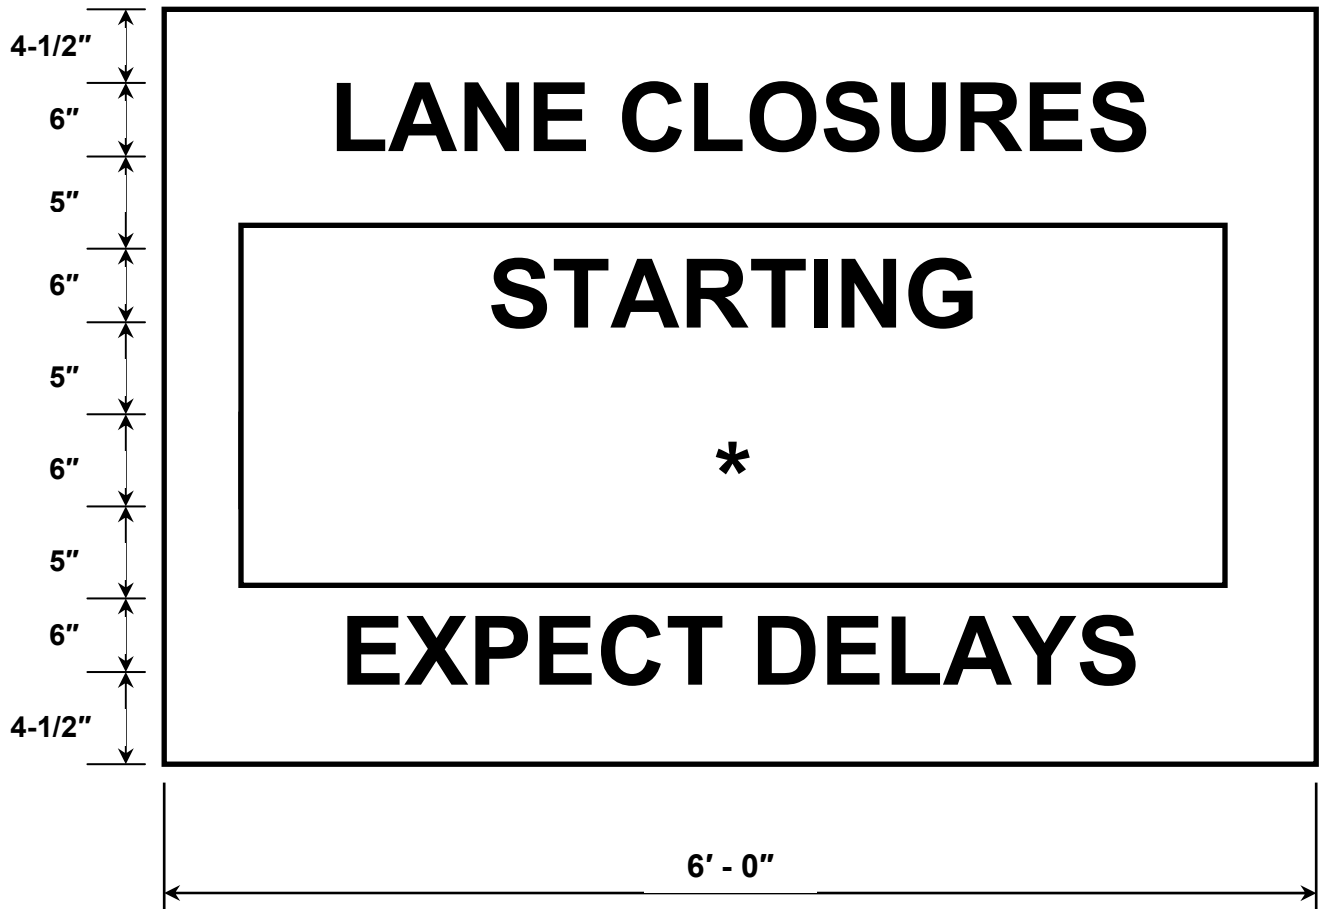 4-1/2″
LANE CLOSURES
6″
5″
STARTING
6″
5″
*
6″
5″
EXPECT DELAYS
6″
4-1/2″
6′ - 0″